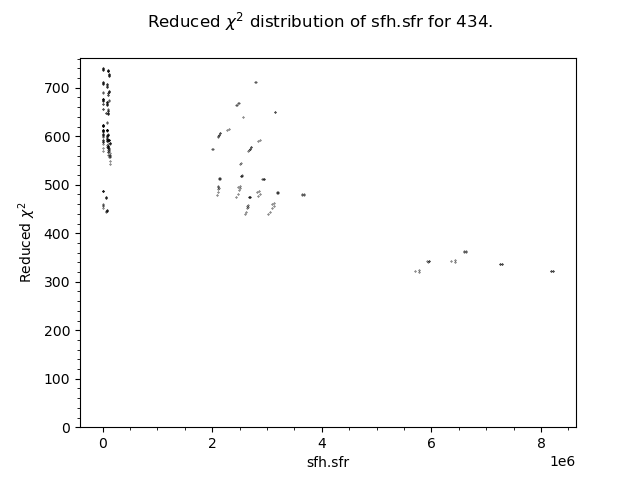 Reduced χ² distribution of sfh.sfr for 434.
Reduced χ²
700
600
500
400
300
200
100
0
0 2 4 6 8
1e6
sfh.sfr